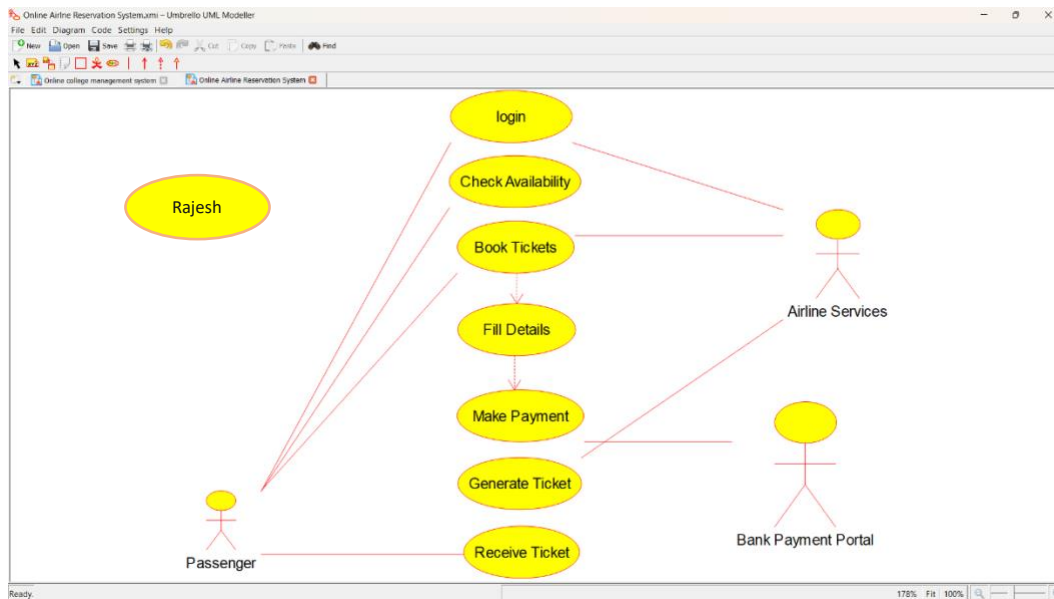 Online Airlne Reservation System.xmi – Umbrello UML Modeller
File Edit Diagram Code Settings Help
New Open Save Cut Copy Paste Find
Online college management system Online Airline Reservation System
login
Check Availability
Rajesh
Book Tickets
Airline Services
Fill Details
Make Payment
Generate Ticket
Bank Payment Portal
Receive Ticket
Passenger
Ready. 178% Fit 100%